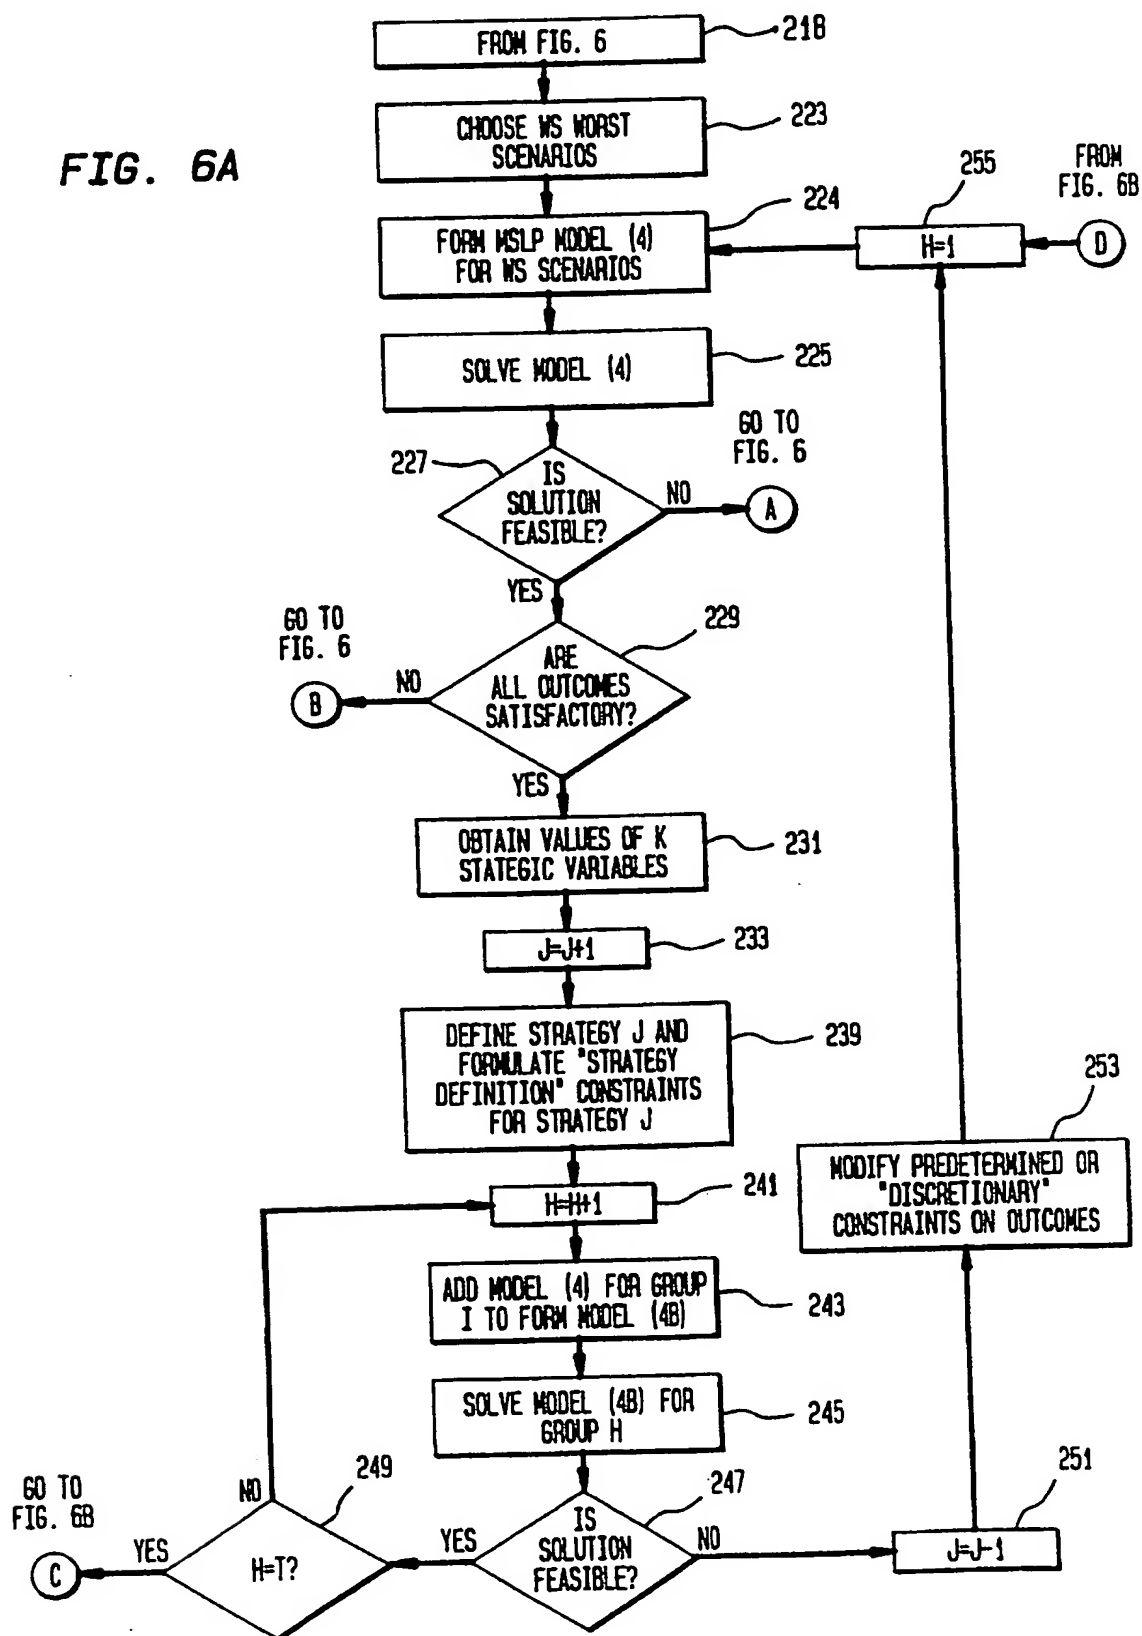 FIG. 6A
FROM FIG. 6
218
CHOOSE WS WORST
SCENARIOS
223
FORM MSLP MODEL (4)
FOR WS SCENARIOS
224
H=1
255
FROM
FIG. 6B
D
SOLVE MODEL (4)
225
227
IS
SOLUTION
FEASIBLE?
NO
GO TO
FIG. 6
A
YES
229
ARE
ALL OUTCOMES
SATISFACTORY?
NO
GO TO
FIG. 6
B
YES
OBTAIN VALUES OF K
STATEGIC VARIABLES
231
J=J+1
233
DEFINE STRATEGY J AND
FORMULATE "STRATEGY
DEFINITION" CONSTRAINTS
FOR STRATEGY J
239
H=H+1
241
ADD MODEL (4) FOR GROUP
I TO FORM MODEL (4B)
243
SOLVE MODEL (4B) FOR
GROUP H
245
IS
SOLUTION
FEASIBLE?
247
YES
NO
H=T?
249
NO
YES
GO TO
FIG. 6B
C
J=J-1
251
MODIFY PREDETERMINED OR
"DISCRETIONARY"
CONSTRAINTS ON OUTCOMES
253